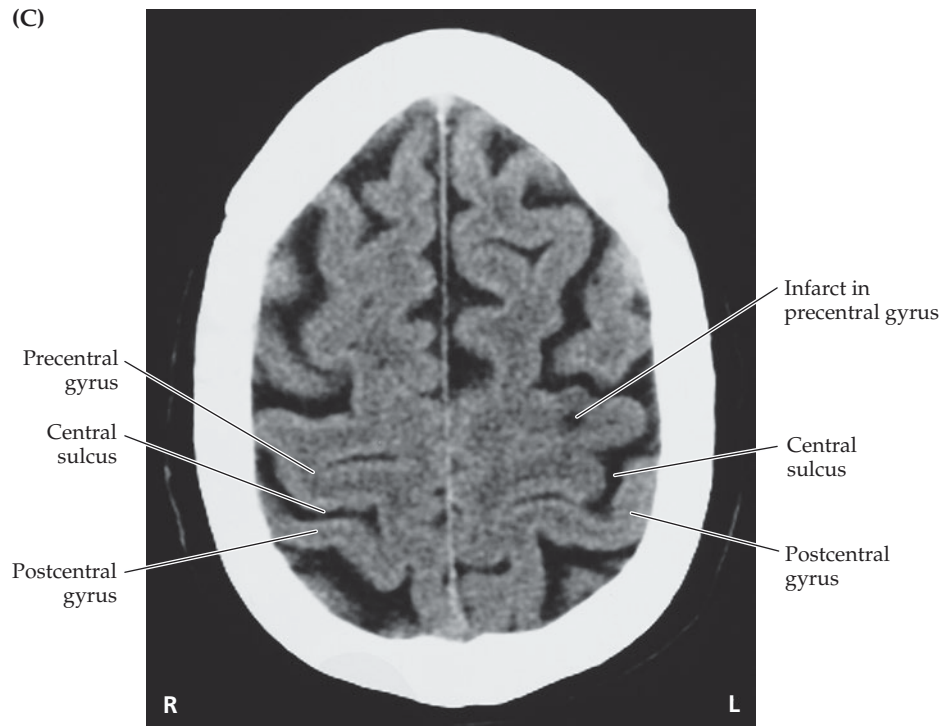 (C)
Infarct in
precentral gyrus
Precentral
gyrus
Central
sulcus
Central
sulcus
Postcentral
gyrus
Postcentral
gyrus
R
L